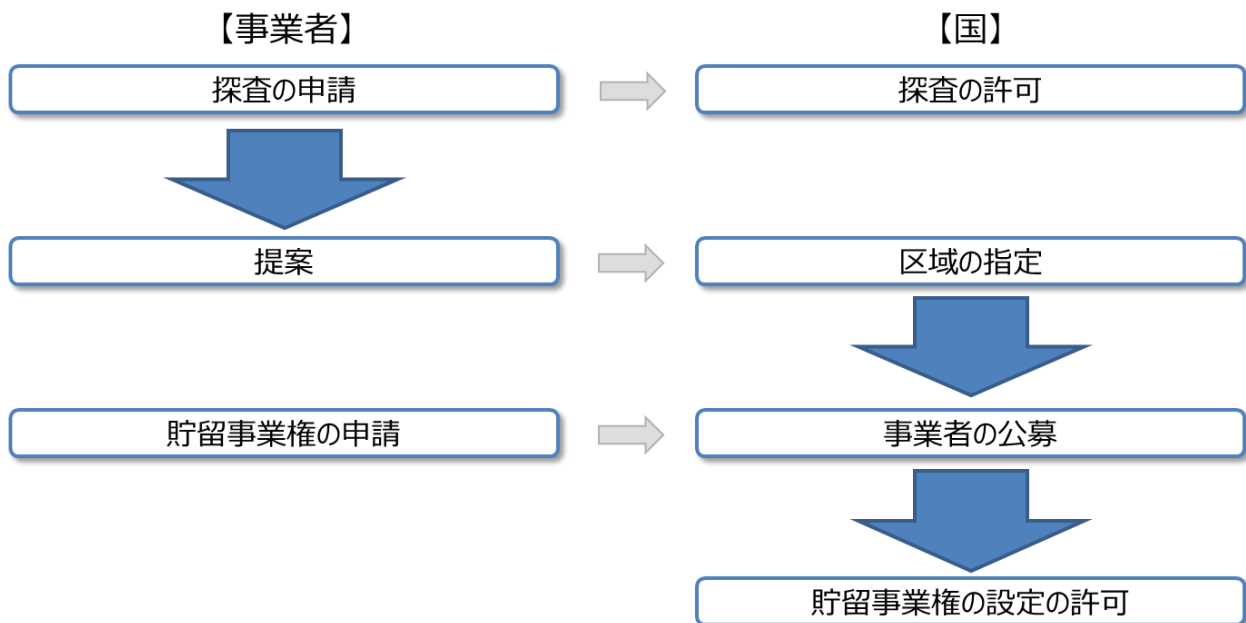 【事業者】
【国】
探査の申請
探査の許可
提案
区域の指定
貯留事業権の申請
事業者の公募
貯留事業権の設定の許可